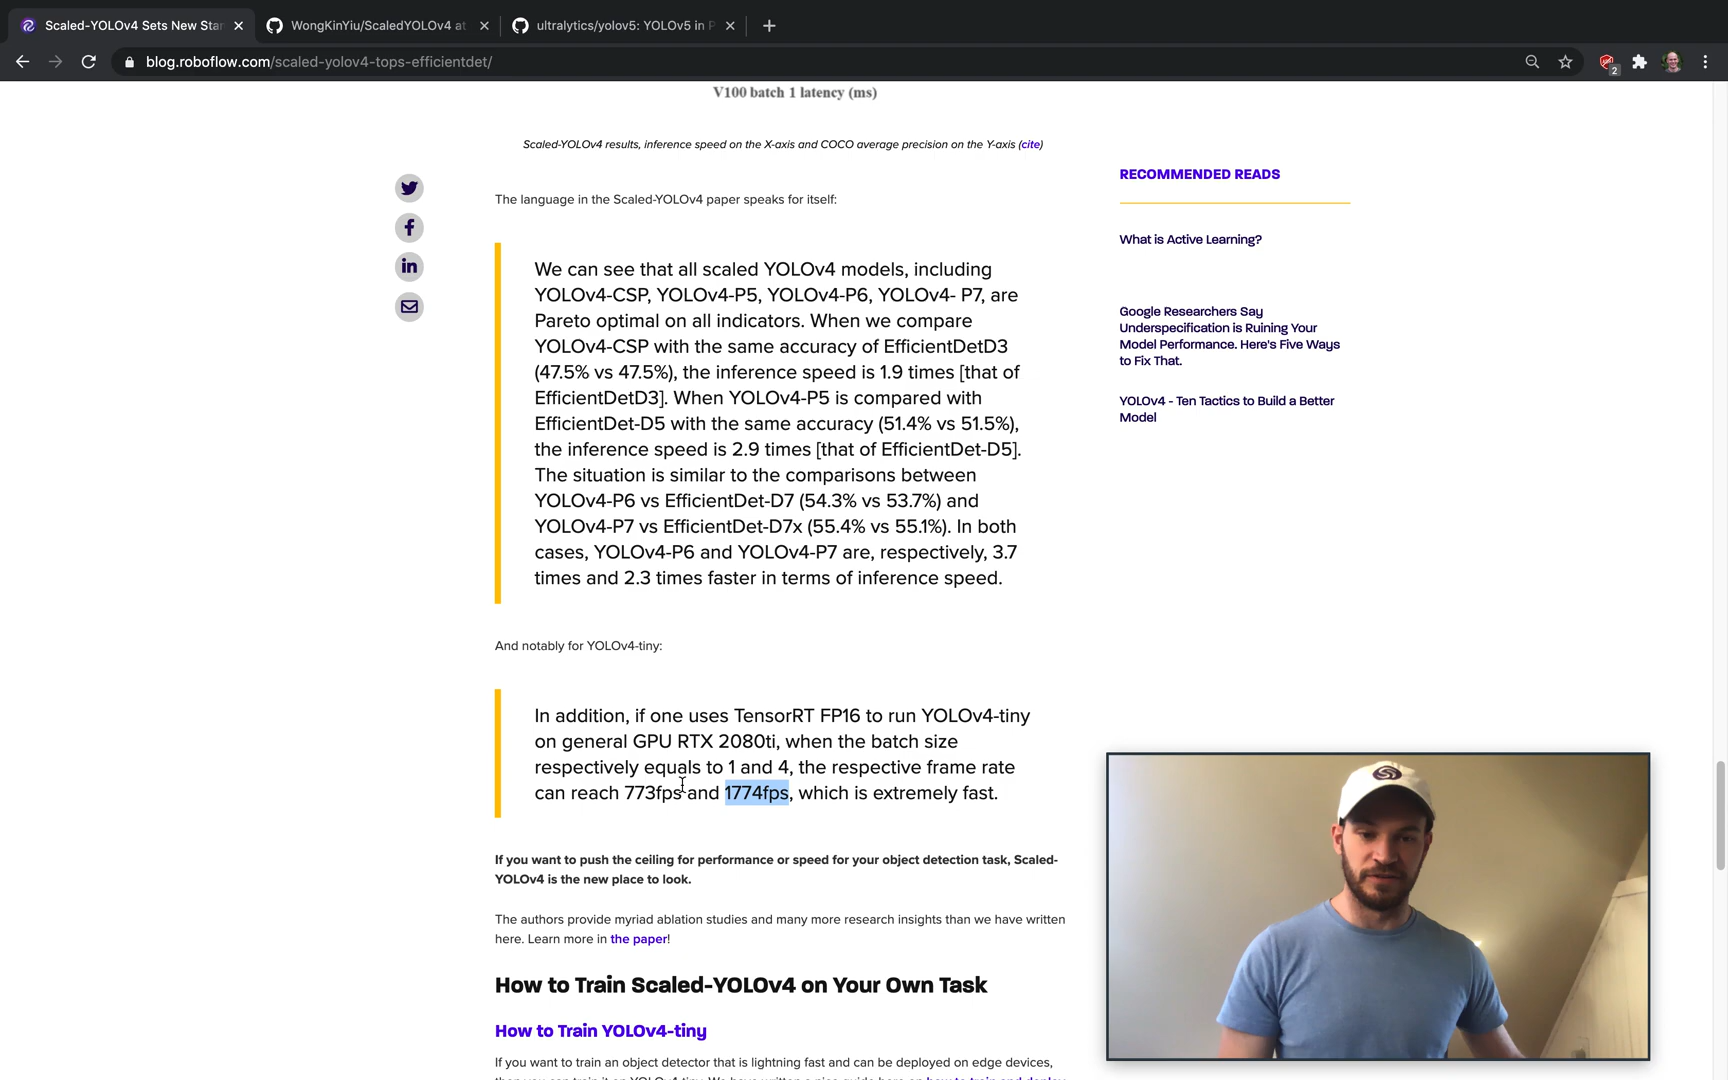 Scaled-YOLOv4 Sets New Star
WongKinYiu/ScaledYOLOv4 at
ultralytics/yolov5: YOLOv5 in P
blog.roboflow.com/scaled-yolov4-tops-efficientdet/
2
V100 batch 1 latency (ms)
Scaled-YOLOv4 results, inference speed on the X-axis and COCO average precision on the Y-axis (cite)
The language in the Scaled-YOLOv4 paper speaks for itself:
We can see that all scaled YOLOv4 models, including
YOLOv4-CSP, YOLOv4-P5, YOLOv4-P6, YOLOv4- P7, are
Pareto optimal on all indicators. When we compare
YOLOv4-CSP with the same accuracy of EfficientDetD3
(47.5% vs 47.5%), the inference speed is 1.9 times [that of
EfficientDetD3]. When YOLOv4-P5 is compared with
EfficientDet-D5 with the same accuracy (51.4% vs 51.5%),
the inference speed is 2.9 times [that of EfficientDet-D5].
The situation is similar to the comparisons between
YOLOv4-P6 vs EfficientDet-D7 (54.3% vs 53.7%) and
YOLOv4-P7 vs EfficientDet-D7x (55.4% vs 55.1%). In both
cases, YOLOv4-P6 and YOLOv4-P7 are, respectively, 3.7
times and 2.3 times faster in terms of inference speed.
And notably for YOLOv4-tiny:
In addition, if one uses TensorRT FP16 to run YOLOv4-tiny
on general GPU RTX 2080ti, when the batch size
respectively equals to 1 and 4, the respective frame rate
can reach 773fps and 1774fps, which is extremely fast.
If you want to push the ceiling for performance or speed for your object detection task, Scaled-
YOLOv4 is the new place to look.
The authors provide myriad ablation studies and many more research insights than we have written
here. Learn more in the paper!
How to Train Scaled-YOLOv4 on Your Own Task
How to Train YOLOv4-tiny
If you want to train an object detector that is lightning fast and can be deployed on edge devices,
RECOMMENDED READS
What is Active Learning?
Google Researchers Say
Underspecification is Ruining Your
Model Performance. Here's Five Ways
to Fix That.
YOLOv4 - Ten Tactics to Build a Better
Model